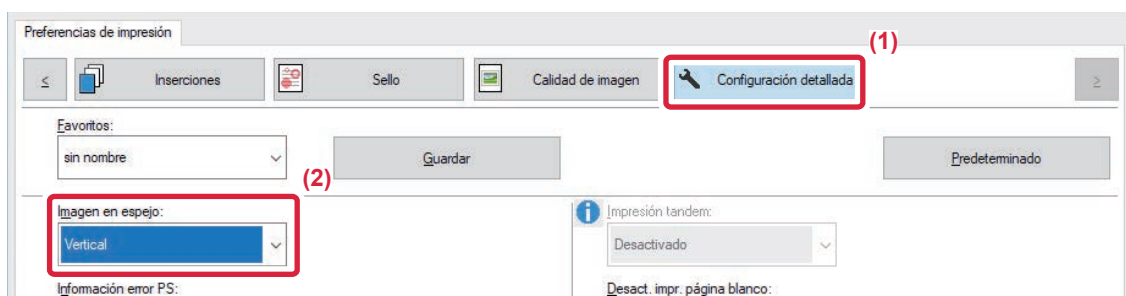 Preferencias de impresión
(1)
<
Inserciones
Sello
Calidad de imagen
Configuración detallada
>
Favoritos:
sin nombre
Guardar
Predeterminado
(2)
Imagen en espejo:
Impresión tandem:
Vertical
Desactivado
Información error PS:
Desact. impr. página blanco: